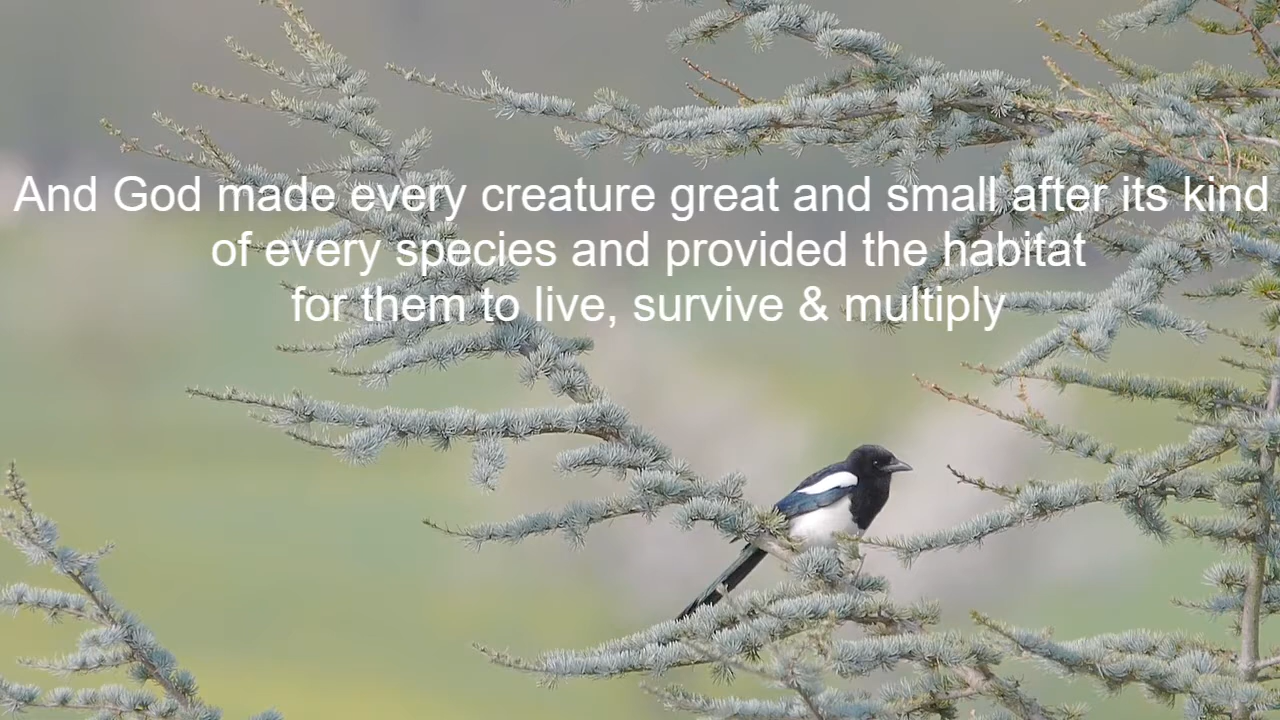 And God made every creature great and small after its kind
of every species and provided the habitat
for them to live, survive & multiply